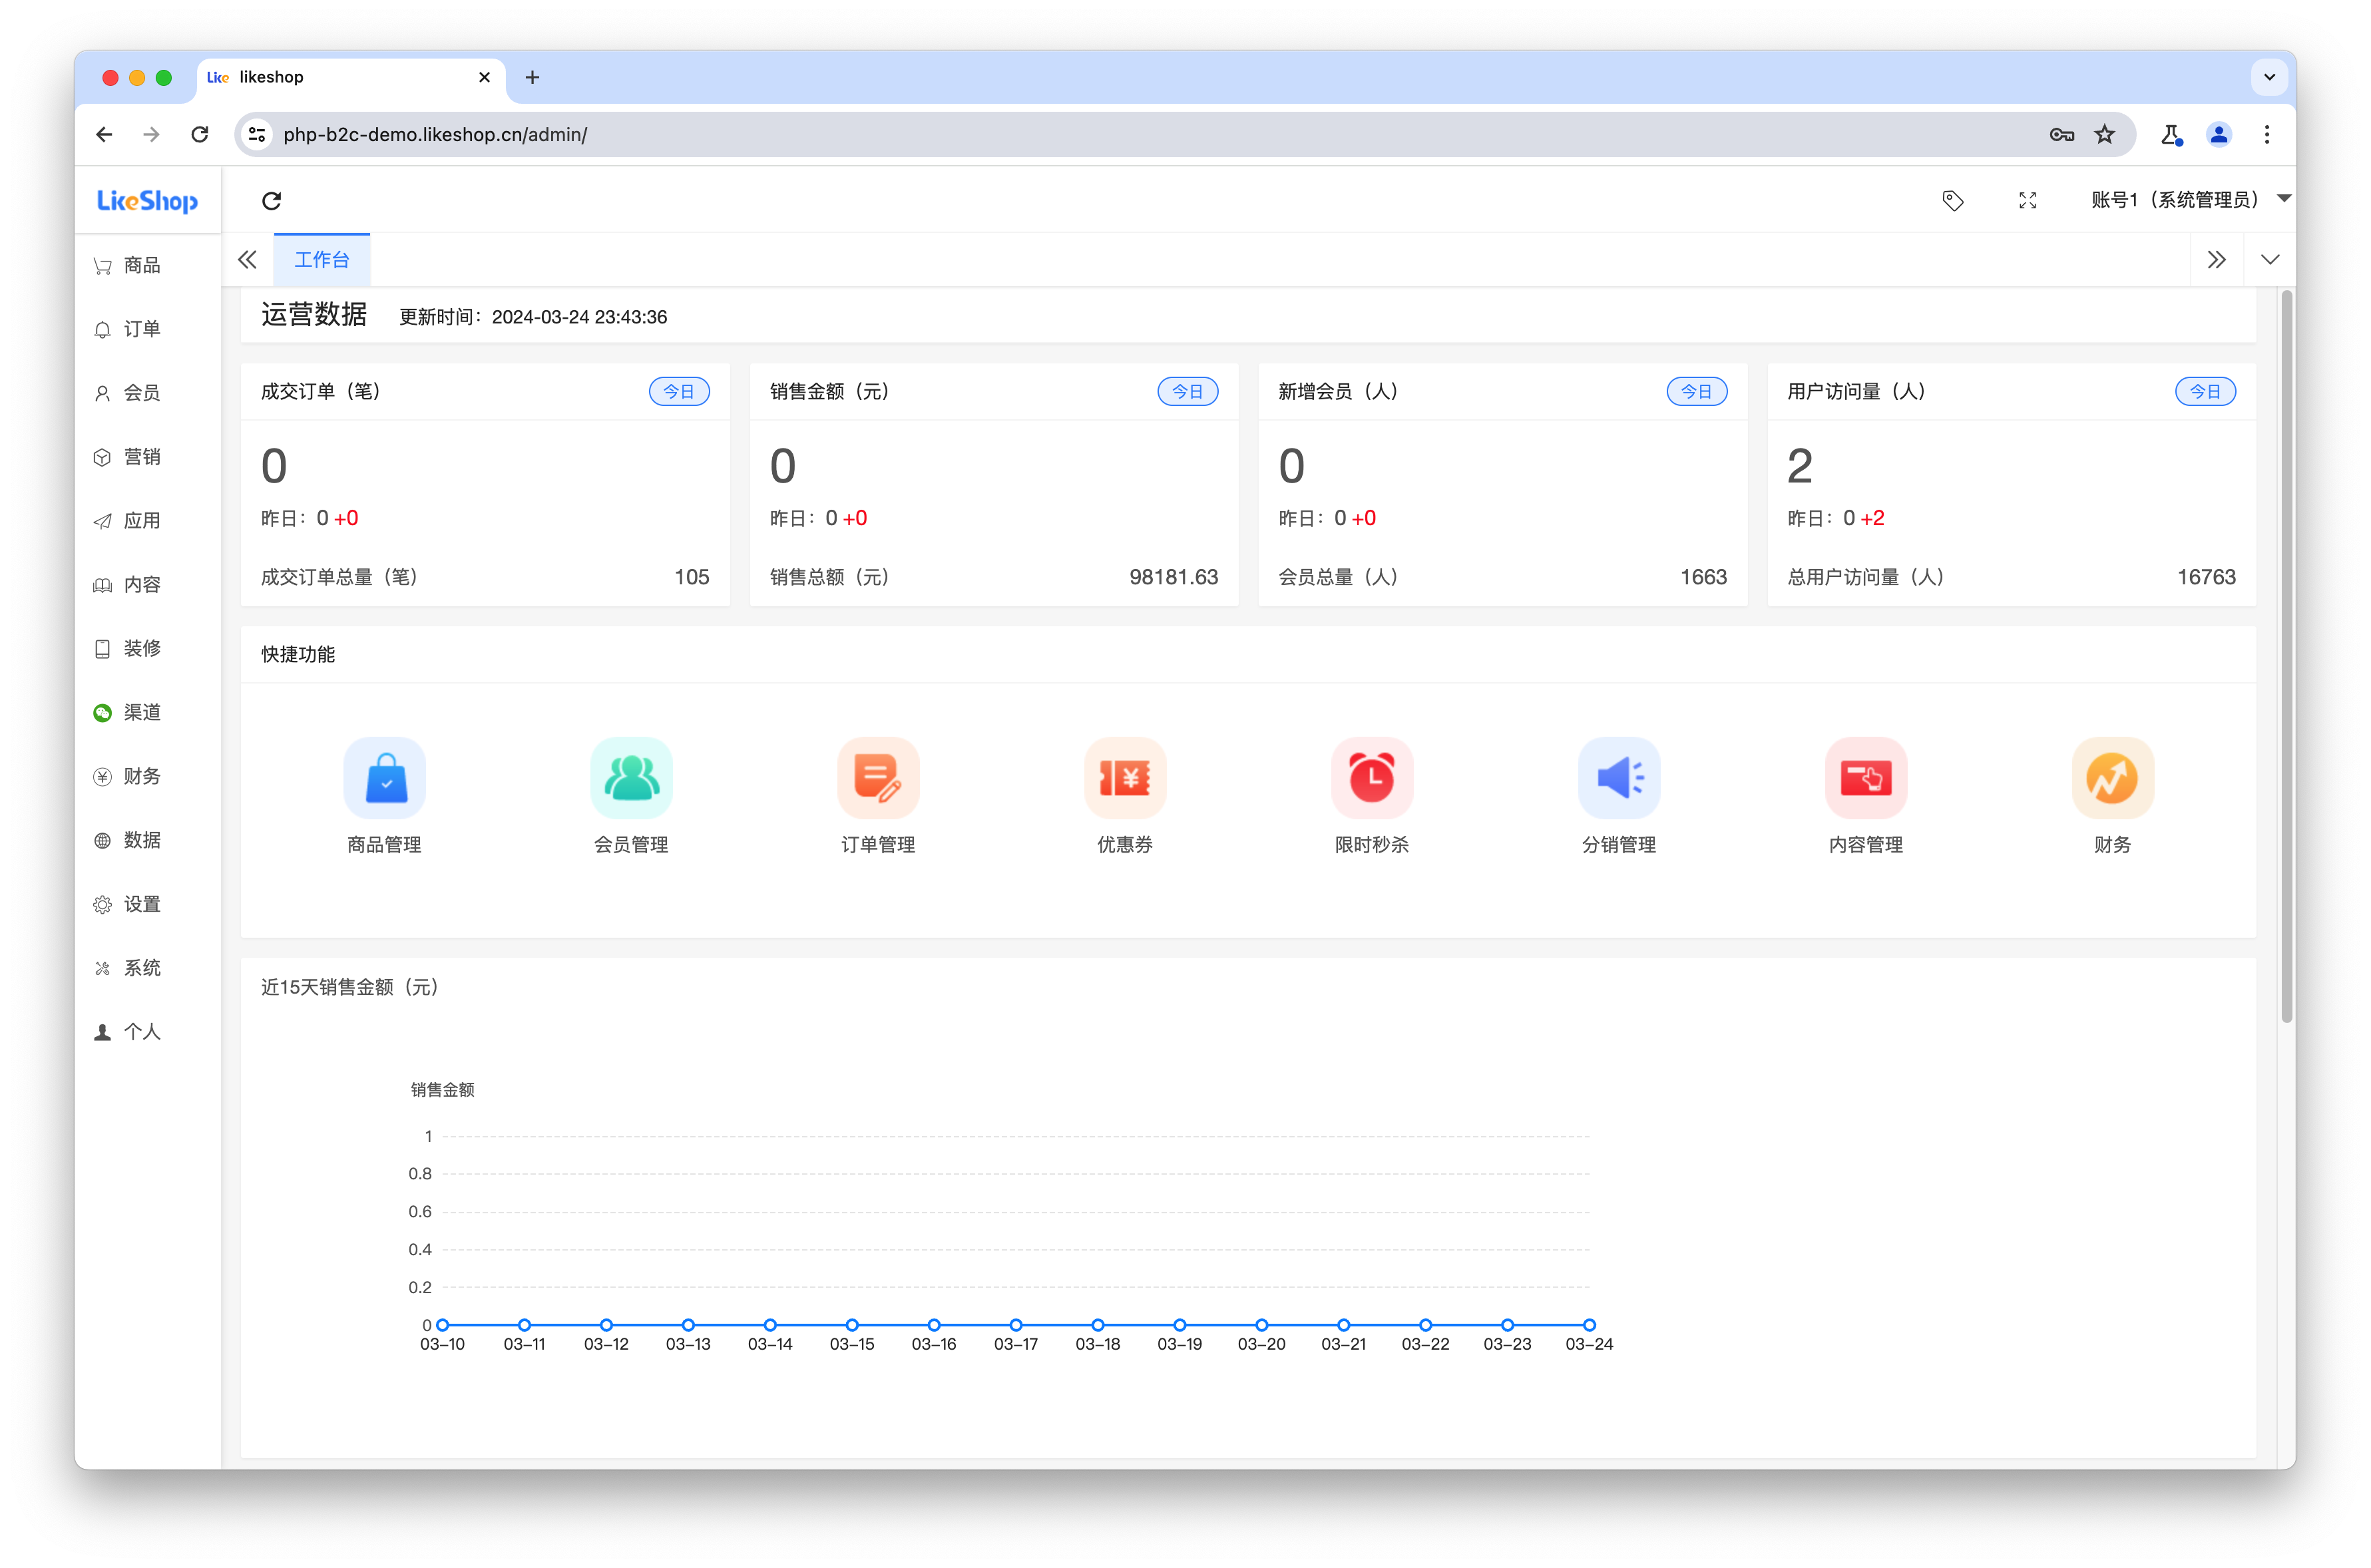 Like likeshop
php-b2c-demo.likeshop.cn/admin/
LikeShop
账号1（系统管理员）
工作台
商品
订单
会员
营销
应用
内容
装修
渠道
财务
数据
设置
系统
个人
运营数据 更新时间：2024-03-24 23:43:36
成交订单（笔） 今日
0
昨日：0 +0
成交订单总量（笔） 105
销售金额（元） 今日
0
昨日：0 +0
销售总额（元） 98181.63
新增会员（人） 今日
0
昨日：0 +0
会员总量（人） 1663
用户访问量（人） 今日
2
昨日：0 +2
总用户访问量（人） 16763
快捷功能
商品管理 会员管理 订单管理 优惠券 限时秒杀 分销管理 内容管理 财务
近15天销售金额（元）
销售金额
1
0.8
0.6
0.4
0.2
0
03-10 03-11 03-12 03-13 03-14 03-15 03-16 03-17 03-18 03-19 03-20 03-21 03-22 03-23 03-24